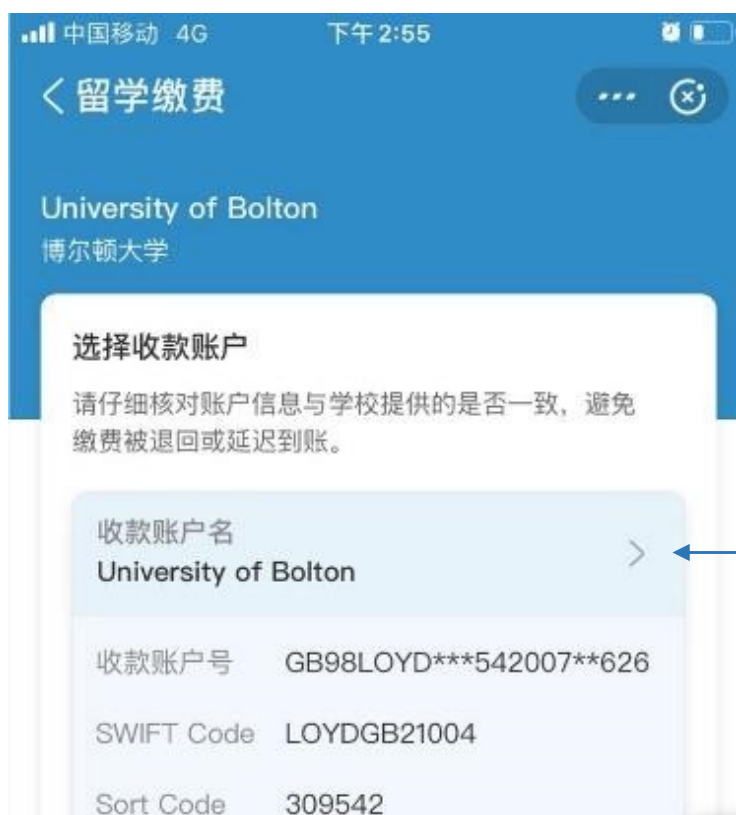 中国移动 4G 下午2:55
留学缴费
University of Bolton
博尔顿大学
选择收款账户
请仔细核对账户信息与学校提供的是否一致，避免
缴费被退回或延迟到账。
收款账户名
University of Bolton
收款账户号 GB98LOYD***542007**626
SWIFT Code LOYDGB21004
Sort Code 309542